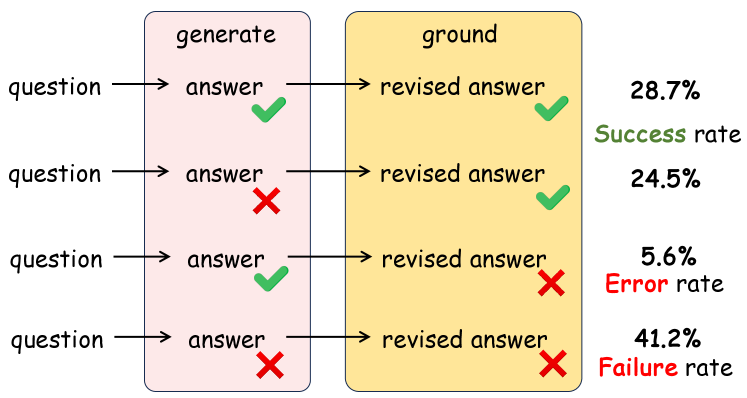 generate ground
question answer revised answer 28.7%
Success rate
question answer revised answer 24.5%
question answer revised answer 5.6%
Error rate
question answer revised answer 41.2%
Failure rate